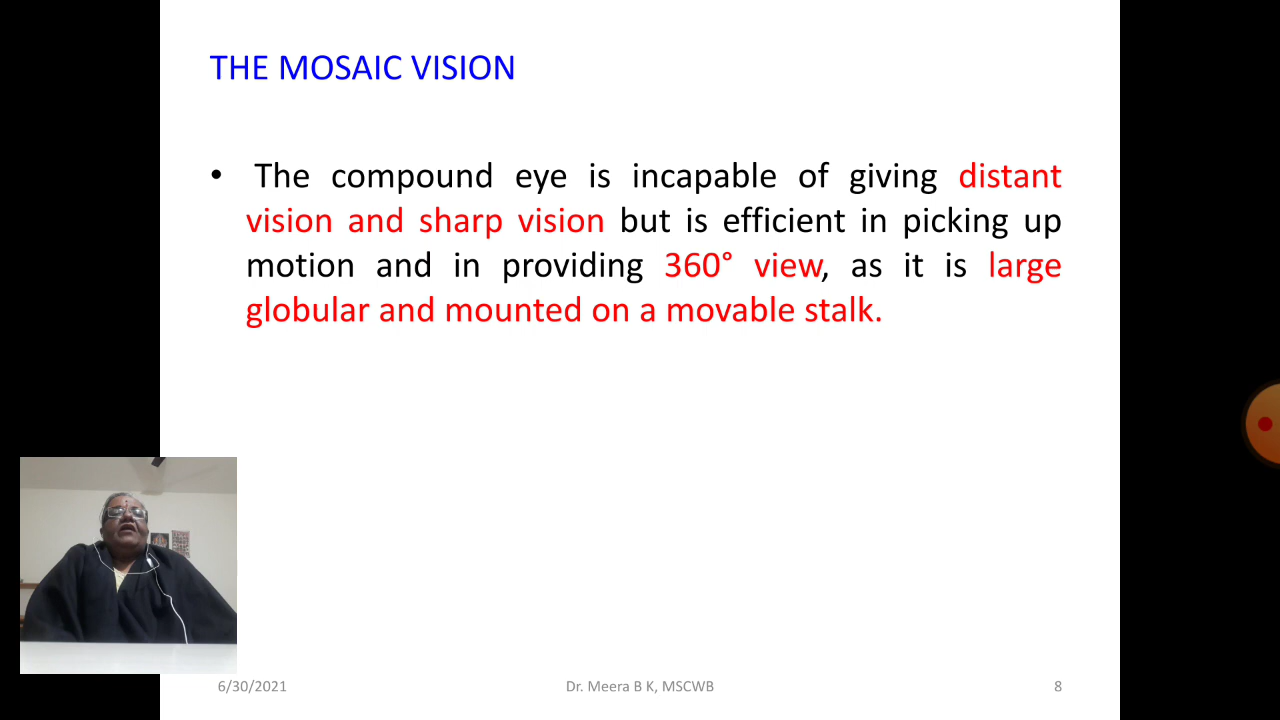 THE MOSAIC VISION
• The compound eye is incapable of giving distant
vision and sharp vision but is efficient in picking up
motion and in providing 360° view, as it is large
globular and mounted on a movable stalk.
6/30/2021
Dr. Meera B K, MSCWB
8